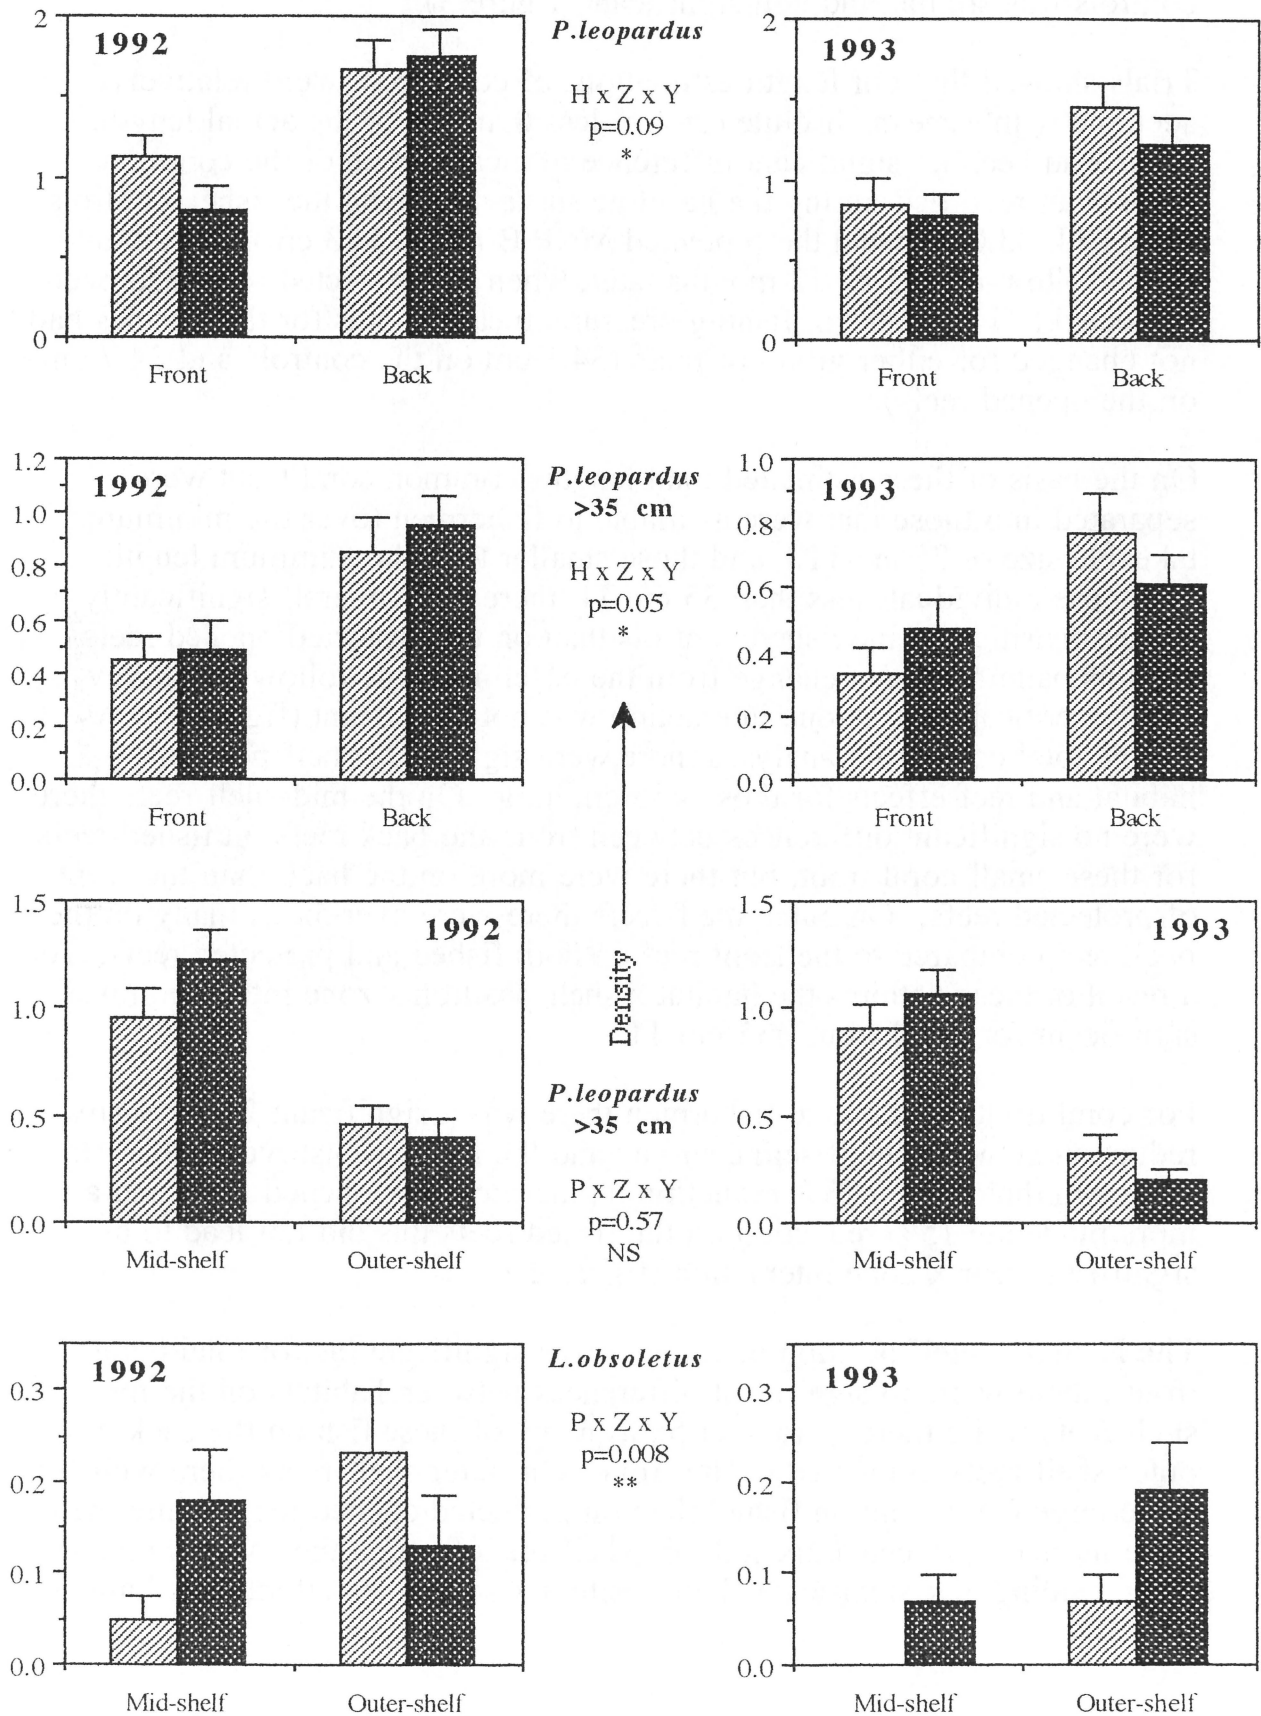 2
1
0
1992
Front
Back
P.leopardus
H x Z x Y
p=0.09
*
2
1
0
1993
Front
Back
1.2
1.0
0.8
0.6
0.4
0.2
0.0
1992
Front
Back
P.leopardus
>35 cm
H x Z x Y
p=0.05
*
1.0
0.8
0.6
0.4
0.2
0.0
1993
Front
Back
Density
1.5
1.0
0.5
0.0
1992
Mid-shelf
Outer-shelf
P.leopardus
>35 cm
P x Z x Y
p=0.57
NS
1.5
1.0
0.5
0.0
1993
Mid-shelf
Outer-shelf
0.3
0.2
0.1
0.0
1992
Mid-shelf
Outer-shelf
L.obsoletus
P x Z x Y
p=0.008
**
0.3
0.2
0.1
0.0
1993
Mid-shelf
Outer-shelf